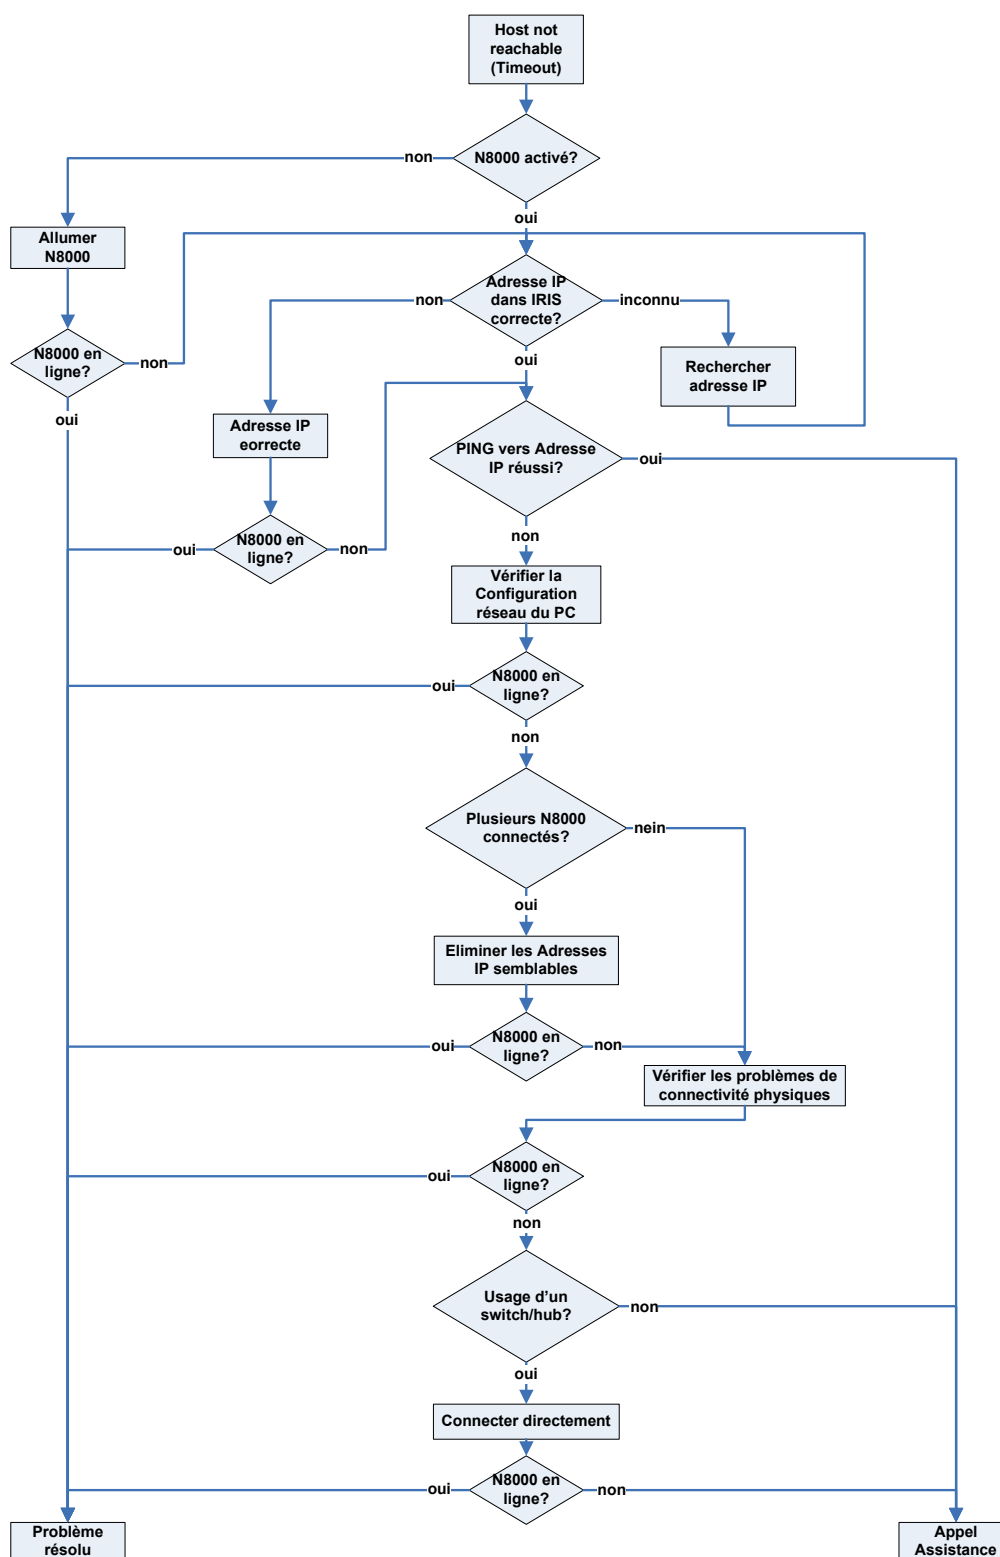 Host not
reachable
(Timeout)
N8000 activé?
non
oui
Allumer
N8000
Adresse IP
dans IRIS
correcte?
non
inconnu
N8000 en
ligne?
non
oui
oui
Rechercher
adresse IP
Adresse IP
eorrecte
PING vers Adresse
IP réussi?
oui
non
N8000 en
ligne?
oui
non
Vérifier la
Configuration
réseau du PC
N8000 en
ligne?
oui
non
Plusieurs N8000
connectés?
nein
oui
Eliminer les Adresses
IP semblables
N8000 en
ligne?
oui
non
Vérifier les problèmes de
connectivité physiques
N8000 en
ligne?
oui
non
Usage d’un
switch/hub?
non
oui
Connecter directement
N8000 en
ligne?
oui
non
Problème
résolu
Appel
Assistance